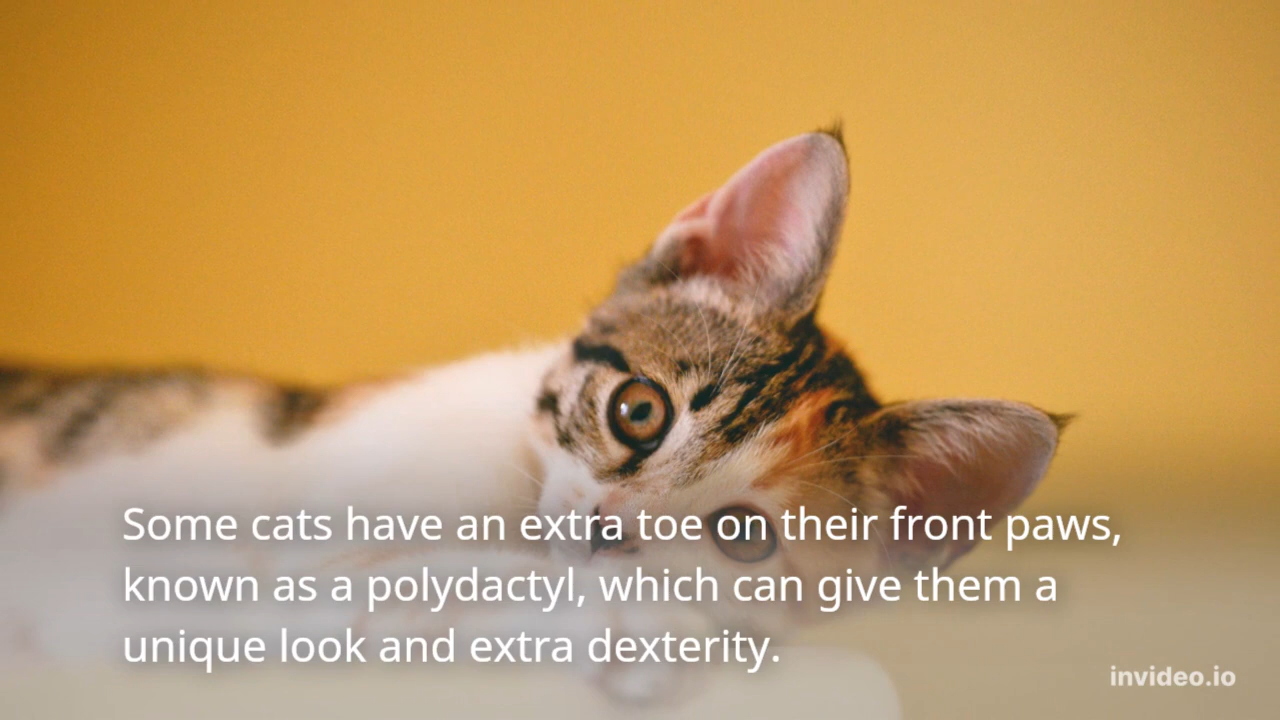 Some cats have an extra toe on their front paws,
known as a polydactyl, which can give them a
unique look and extra dexterity.
invideo.io